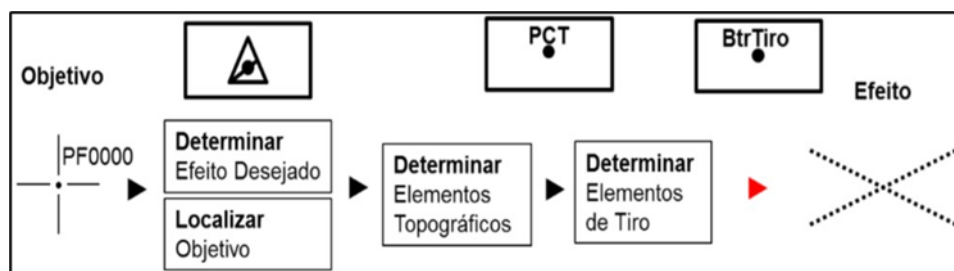 Objetivo
PCT
BtrTiro
Efeito
PF0000
Determinar
Efeito Desejado
Localizar
Objetivo
Determinar
Elementos
Topográficos
Determinar
Elementos
de Tiro